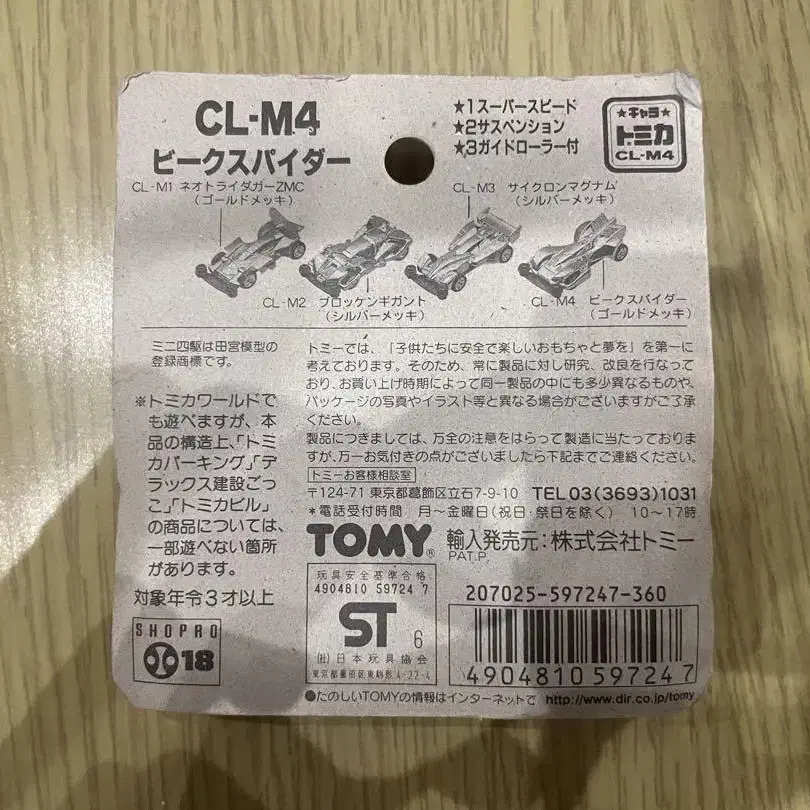 CL-M4
ビークスパイダー
★1スーパースピード
★2サスペンション
★3ガイドローラー付
★チャラ★
トミカ
CL-M4
CL-M1 ネオトライダガーZMC
(ゴールドメッキ)
CL-M3 サイクロンマグナム
(シルバーメッキ)
CL-M2 ブロッケンギガント
(シルバーメッキ)
CL-M4 ビークスパイダー
(ゴールドメッキ)
ミニ四駆は田宮模型の
登録商標です。
※トミカワールドで
も遊べますが、本
品の構造上、「トミ
カパーキング」「デ
ラックス建設ごっ
こ」「トミカビル」
の商品については、
一部遊べない箇所
があります。
対象年令3才以上
トミーでは、「子供たちに安全で楽しいおもちゃと夢を」を第一に
考えております。そのため、常に製品に対し研究、改良を行なって
おり、お買い上げ時期によって同一製品の中にも多少異なるものや、
パッケージの写真やイラスト等と異なる場合がございますがご了承
ください。
製品につきましては、万全の注意をはらって製造に当たっております
が、万一お気付きの点がございましたら下記までご連絡ください。
トミーお客様相談室
〒124-71 東京都葛飾区立石7-9-10 TEL03(3693)1031
*電話受付時間 月〜金曜日(祝日・祭日を除く) 10〜17時
TOMY® 輸入発売元:株式会社トミー
PAT.P.
SHOPRO
18
玩具安全基準合格
4904810 59724 7
ST 6
(社)日本玩具協会
東京都墨田区東駒形4-22-4
207025-597247-360
4904810 597247
●たのしいTOMYの情報はインターネットで http://www.dir.co.jp/tomy